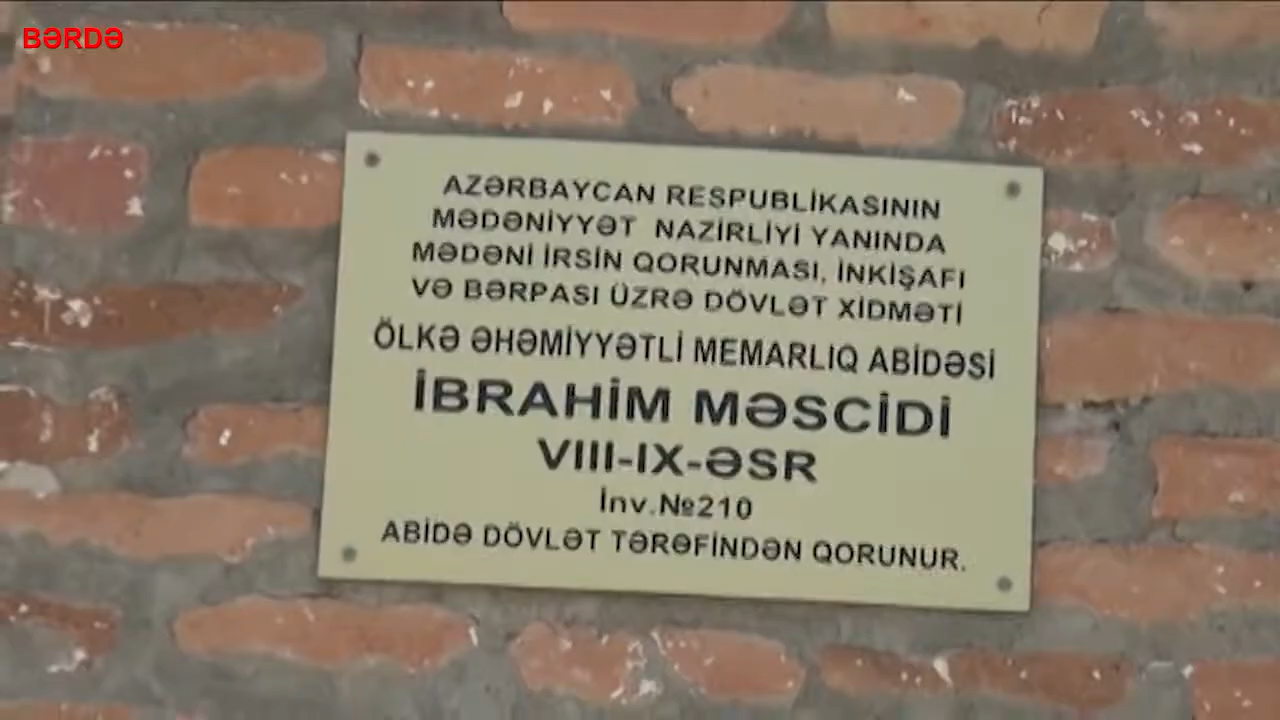 BƏRDƏ
AZƏRBAYCAN RESPUBLİKASININ
MƏDƏNİYYƏT NAZİRLİYİ YANINDA
MƏDƏNİ İRSİN QORUNMASI, İNKİŞAFI
VƏ BƏRPASI ÜZRƏ DÖVLƏT XİDMƏTİ
ÖLKƏ ƏHƏMİYYƏTLİ MEMARLIQ ABİDƏSİ
İBRAHİM MƏSCİDİ
VIII-IX-ƏSR
İnv.№210
ABİDƏ DÖVLƏT TƏRƏFİNDƏN QORUNUR.